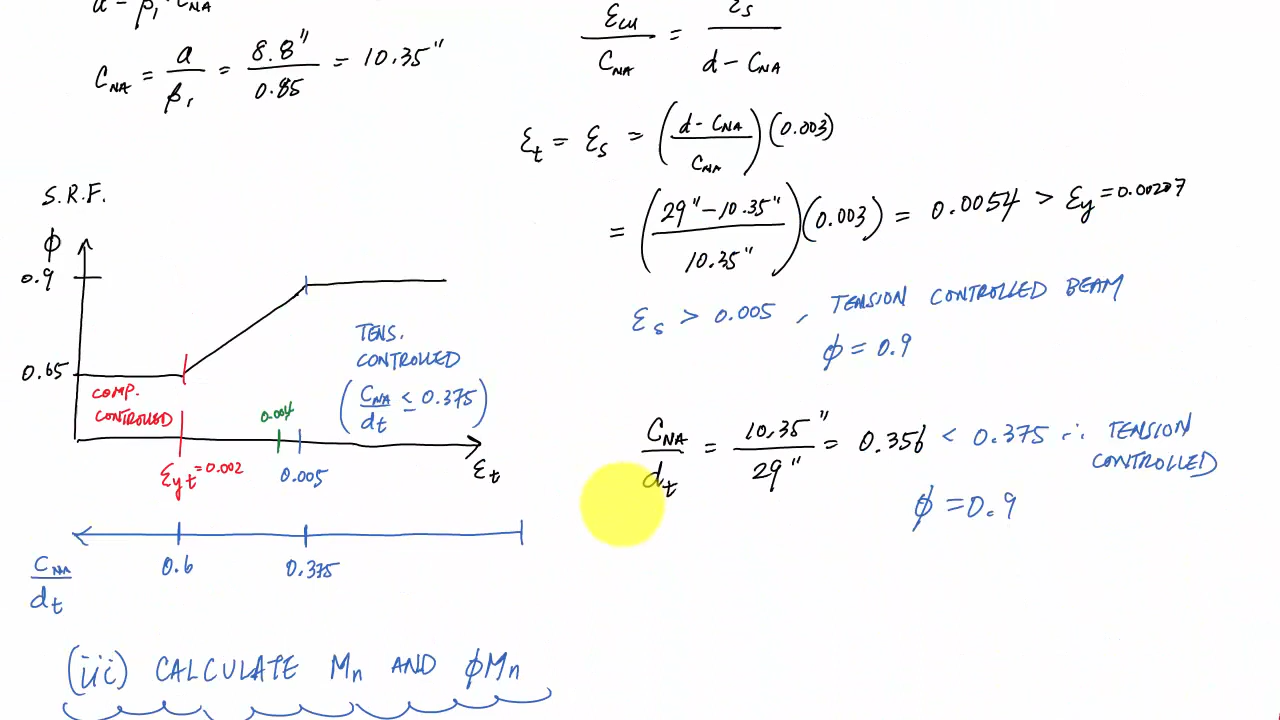 a = β₁ C_NA
C_NA = a/β₁ = 8.8"/0.85 = 10.35"
ε_cu/C_NA = ε_s/(d - C_NA)
ε_t = ε_s = ((d - C_NA)/C_NA)(0.003)
= ((29" - 10.35")/10.35")(0.003) = 0.0054 > ε_y = 0.00207
ε_s > 0.005 , TENSION CONTROLLED BEAM
φ = 0.9
C_NA/d_t = 10.35"/29" = 0.356 < 0.375 ∴ TENSION
CONTROLLED
φ = 0.9
S.R.F.
φ
0.9
0.65
COMP.
CONTROLLED
TENS.
CONTROLLED
(C_NA/d_t ≤ 0.375)
0.004
ε_yt = 0.002
0.005
ε_t
C_NA/d_t
0.6
0.375
(iii) CALCULATE Mn AND φMn